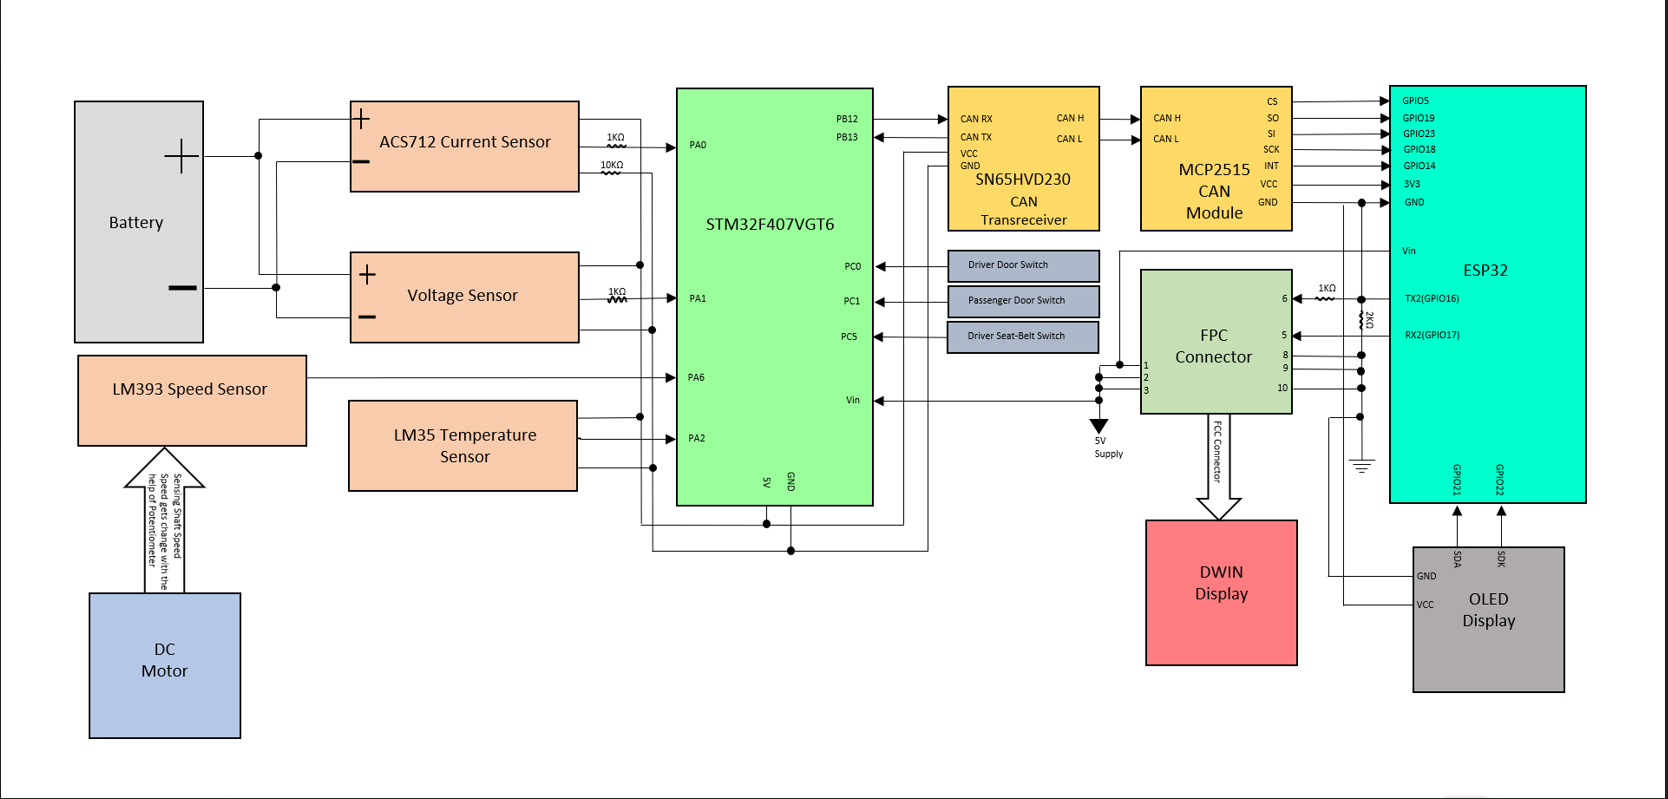 Battery
+
−
LM393 Speed Sensor
Sensing Shaft Speed
Speed gets change with the
help of Potentiometer
DC
Motor
+
−
ACS712 Current Sensor
1KΩ
10KΩ
+
−
Voltage Sensor
1KΩ
LM35 Temperature
Sensor
PA0
PA1
PA6
PA2
STM32F407VGT6
PB12
PB13
PC0
PC1
PC5
Vin
5V
GND
CAN RX
CAN TX
VCC
GND
CAN H
CAN L
SN65HVD230
CAN
Transreceiver
Driver Door Switch
Passenger Door Switch
Driver Seat-Belt Switch
5V
Supply
CAN H
CAN L
MCP2515
CAN
Module
CS
SO
SI
SCK
INT
VCC
GND
1
2
3
FPC
Connector
6
5
8
9
10
1KΩ
2KΩ
FCC Connector
DWIN
Display
GPIO5
GPIO19
GPIO23
GPIO18
GPIO14
3V3
GND
Vin
ESP32
TX2(GPIO16)
RX2(GPIO17)
GPIO21
GPIO22
SDA
SDK
GND
VCC
OLED
Display